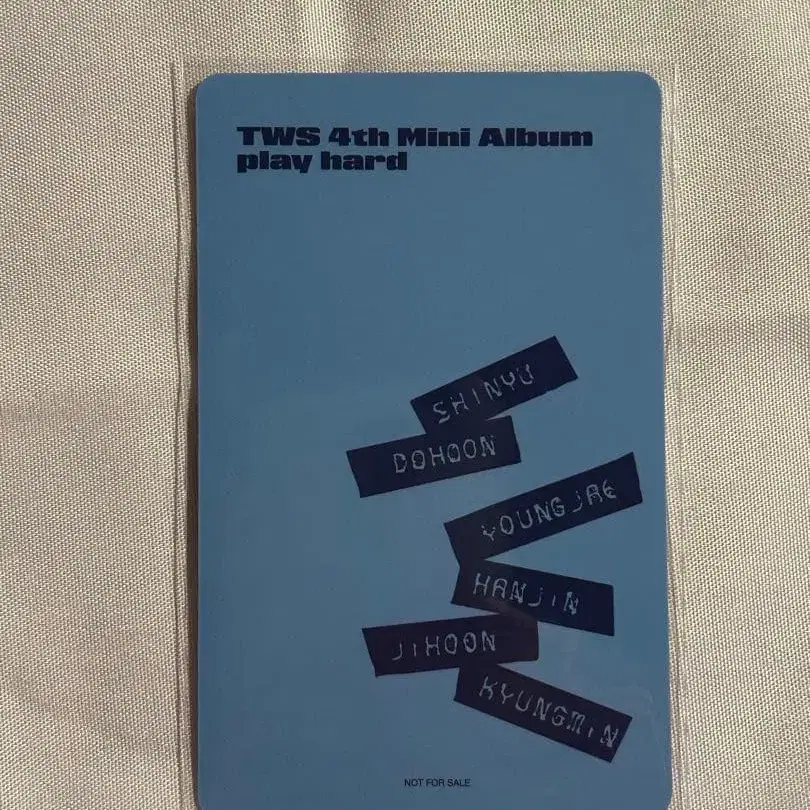 TWS 4th Mini Album
play hard
SHINYU
DOHOON
YOUNGJAE
HANJIN
JIHOON
KYUNGMIN
NOT FOR SALE